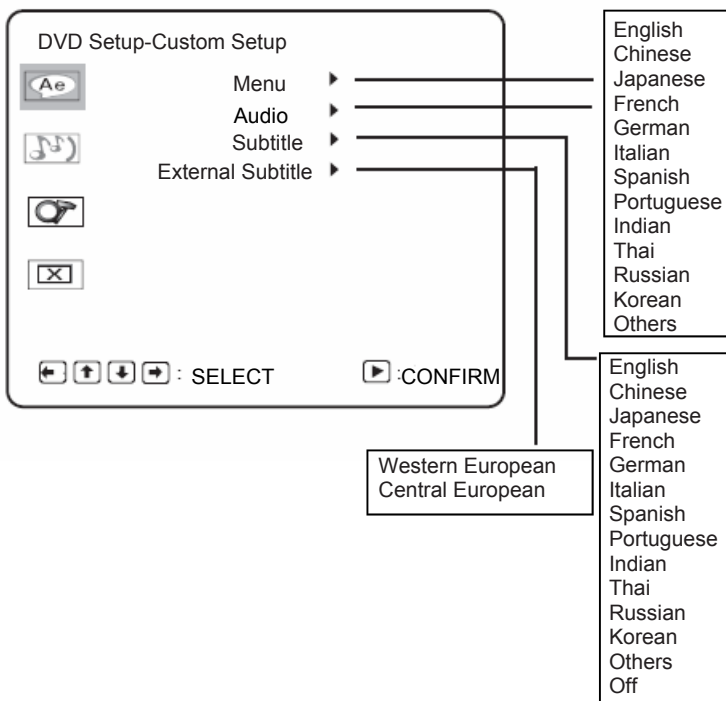 DVD Setup-Custom Setup
Ae
Menu
Audio
Subtitle
External Subtitle
: SELECT
:CONFIRM
English
Chinese
Japanese
French
German
Italian
Spanish
Portuguese
Indian
Thai
Russian
Korean
Others
Western European
Central European
English
Chinese
Japanese
French
German
Italian
Spanish
Portuguese
Indian
Thai
Russian
Korean
Others
Off